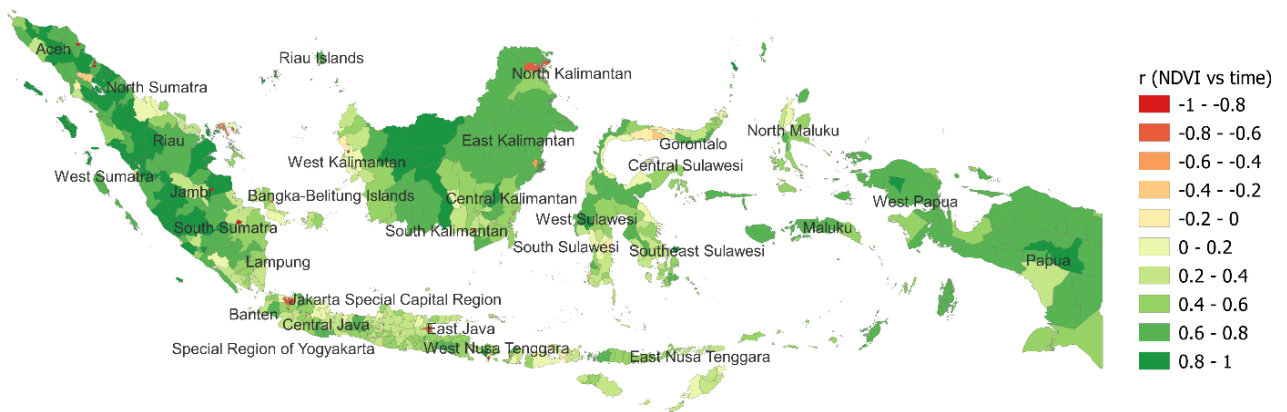 Aceh
Riau Islands
North Kalimantan
North Sumatra
North Maluku
Riau
East Kalimantan
Gorontalo
West Kalimantan
Central Sulawesi
West Sumatra
Jambi
Bangka-Belitung Islands
Central Kalimantan
West Papua
South Sumatra
South Kalimantan
West Sulawesi
Maluku
South Sulawesi
Southeast Sulawesi
Lampung
Papua
Jakarta Special Capital Region
Banten
Central Java
East Java
Special Region of Yogyakarta
West Nusa Tenggara
East Nusa Tenggara
r (NDVI vs time)
-1 - -0.8
-0.8 - -0.6
-0.6 - -0.4
-0.4 - -0.2
-0.2 - 0
0 - 0.2
0.2 - 0.4
0.4 - 0.6
0.6 - 0.8
0.8 - 1